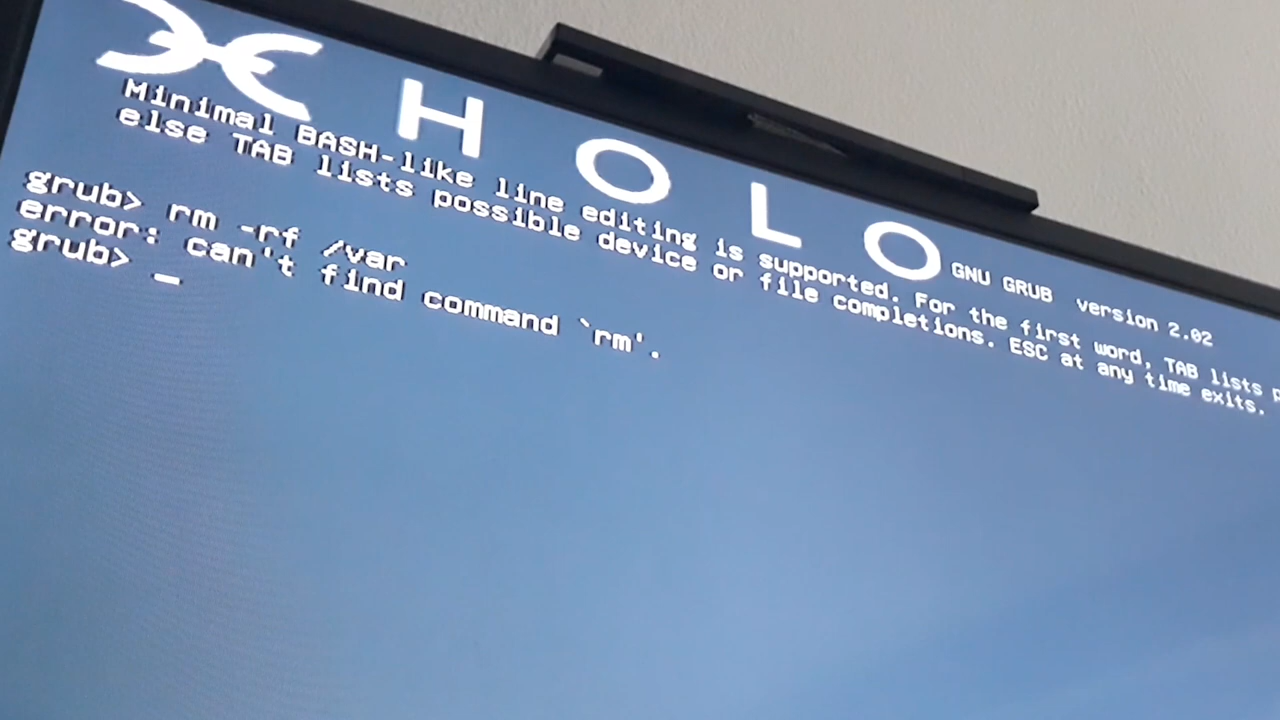 H O L O
GNU GRUB version 2.02
Minimal BASH-like line editing is supported. For the first word, TAB lists
else TAB lists possible device or file completions. ESC at any time exits.
grub> rm -rf /var
error: can't find command `rm'.
grub> _